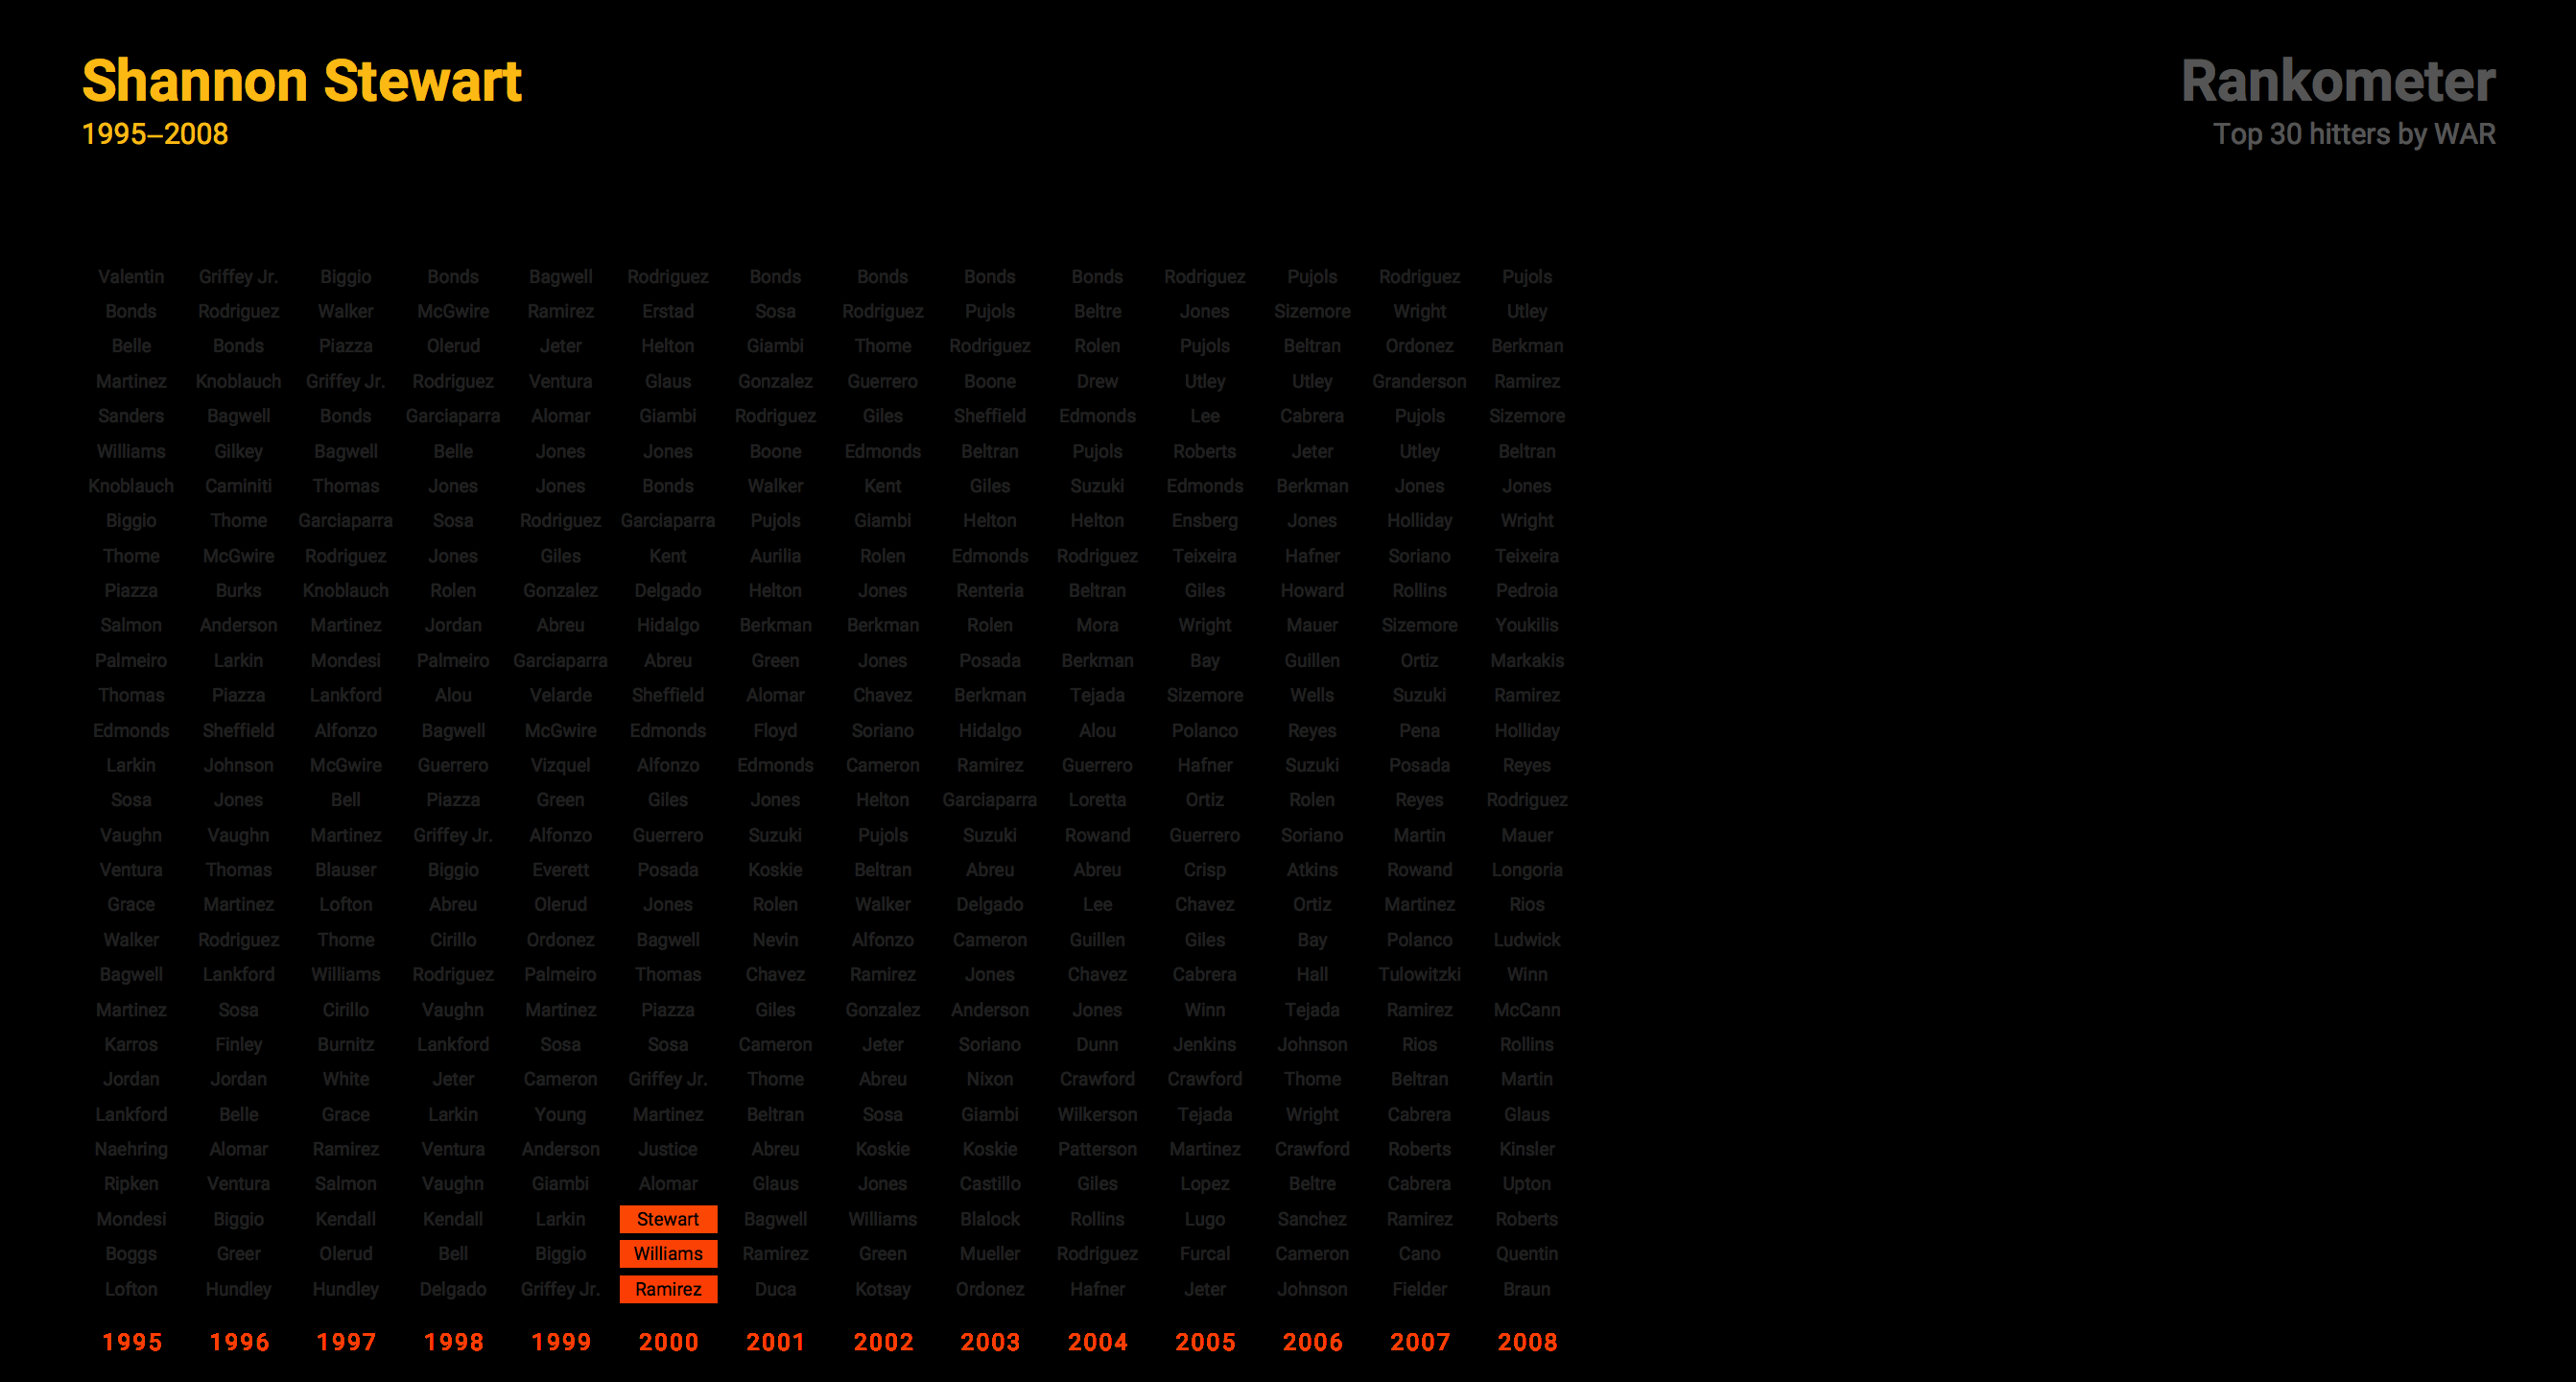 Shannon Stewart
1995–2008
Rankometer
Top 30 hitters by WAR
Valentin Griffey Jr. Biggio Bonds Bagwell Rodriguez Bonds Bonds Bonds Bonds Rodriguez Pujols Rodriguez Pujols
Bonds Rodriguez Walker McGwire Ramirez Erstad Sosa Rodriguez Pujols Beltre Jones Sizemore Wright Utley
Belle Bonds Piazza Olerud Jeter Helton Giambi Thome Rodriguez Rolen Pujols Beltran Ordonez Berkman
Martinez Knoblauch Griffey Jr. Rodriguez Ventura Glaus Gonzalez Guerrero Boone Drew Utley Utley Granderson Ramirez
Sanders Bagwell Bonds Garciaparra Alomar Giambi Rodriguez Giles Sheffield Edmonds Lee Cabrera Pujols Sizemore
Williams Gilkey Bagwell Belle Jones Jones Boone Edmonds Beltran Pujols Roberts Jeter Utley Beltran
Knoblauch Caminiti Thomas Jones Jones Bonds Walker Kent Giles Suzuki Edmonds Berkman Jones Jones
Biggio Thome Garciaparra Sosa Rodriguez Garciaparra Pujols Giambi Helton Helton Ensberg Jones Holliday Wright
Thome McGwire Rodriguez Jones Giles Kent Aurilia Rolen Edmonds Rodriguez Teixeira Hafner Soriano Teixeira
Piazza Burks Knoblauch Rolen Gonzalez Delgado Helton Jones Renteria Beltran Giles Howard Rollins Pedroia
Salmon Anderson Martinez Jordan Abreu Hidalgo Berkman Berkman Rolen Mora Wright Mauer Sizemore Youkilis
Palmeiro Larkin Mondesi Palmeiro Garciaparra Abreu Green Jones Posada Berkman Bay Guillen Ortiz Markakis
Thomas Piazza Lankford Alou Velarde Sheffield Alomar Chavez Berkman Tejada Sizemore Wells Suzuki Ramirez
Edmonds Sheffield Alfonzo Bagwell McGwire Edmonds Floyd Soriano Hidalgo Alou Polanco Reyes Pena Holliday
Larkin Johnson McGwire Guerrero Vizquel Alfonzo Edmonds Cameron Ramirez Guerrero Hafner Suzuki Posada Reyes
Sosa Jones Bell Piazza Green Giles Jones Helton Garciaparra Loretta Ortiz Rolen Reyes Rodriguez
Vaughn Vaughn Martinez Griffey Jr. Alfonzo Guerrero Suzuki Pujols Suzuki Rowand Guerrero Soriano Martin Mauer
Ventura Thomas Blauser Biggio Everett Posada Koskie Beltran Abreu Abreu Crisp Atkins Rowand Longoria
Grace Martinez Lofton Abreu Olerud Jones Rolen Walker Delgado Lee Chavez Ortiz Martinez Rios
Walker Rodriguez Thome Cirillo Ordonez Bagwell Nevin Alfonzo Cameron Guillen Giles Bay Polanco Ludwick
Bagwell Lankford Williams Rodriguez Palmeiro Thomas Chavez Ramirez Jones Chavez Cabrera Hall Tulowitzki Winn
Martinez Sosa Cirillo Vaughn Martinez Piazza Giles Gonzalez Anderson Jones Winn Tejada Ramirez McCann
Karros Finley Burnitz Lankford Sosa Sosa Cameron Jeter Soriano Dunn Jenkins Johnson Rios Rollins
Jordan Jordan White Jeter Cameron Griffey Jr. Thome Abreu Nixon Crawford Crawford Thome Beltran Martin
Lankford Belle Grace Larkin Young Martinez Beltran Sosa Giambi Wilkerson Tejada Wright Cabrera Glaus
Naehring Alomar Ramirez Ventura Anderson Justice Abreu Koskie Koskie Patterson Martinez Crawford Roberts Kinsler
Ripken Ventura Salmon Vaughn Giambi Alomar Glaus Jones Castillo Giles Lopez Beltre Cabrera Upton
Mondesi Biggio Kendall Kendall Larkin Stewart Bagwell Williams Blalock Rollins Lugo Sanchez Ramirez Roberts
Boggs Greer Olerud Bell Biggio Williams Ramirez Green Mueller Rodriguez Furcal Cameron Cano Quentin
Lofton Hundley Hundley Delgado Griffey Jr. Ramirez Duca Kotsay Ordonez Hafner Jeter Johnson Fielder Braun
1995 1996 1997 1998 1999 2000 2001 2002 2003 2004 2005 2006 2007 2008